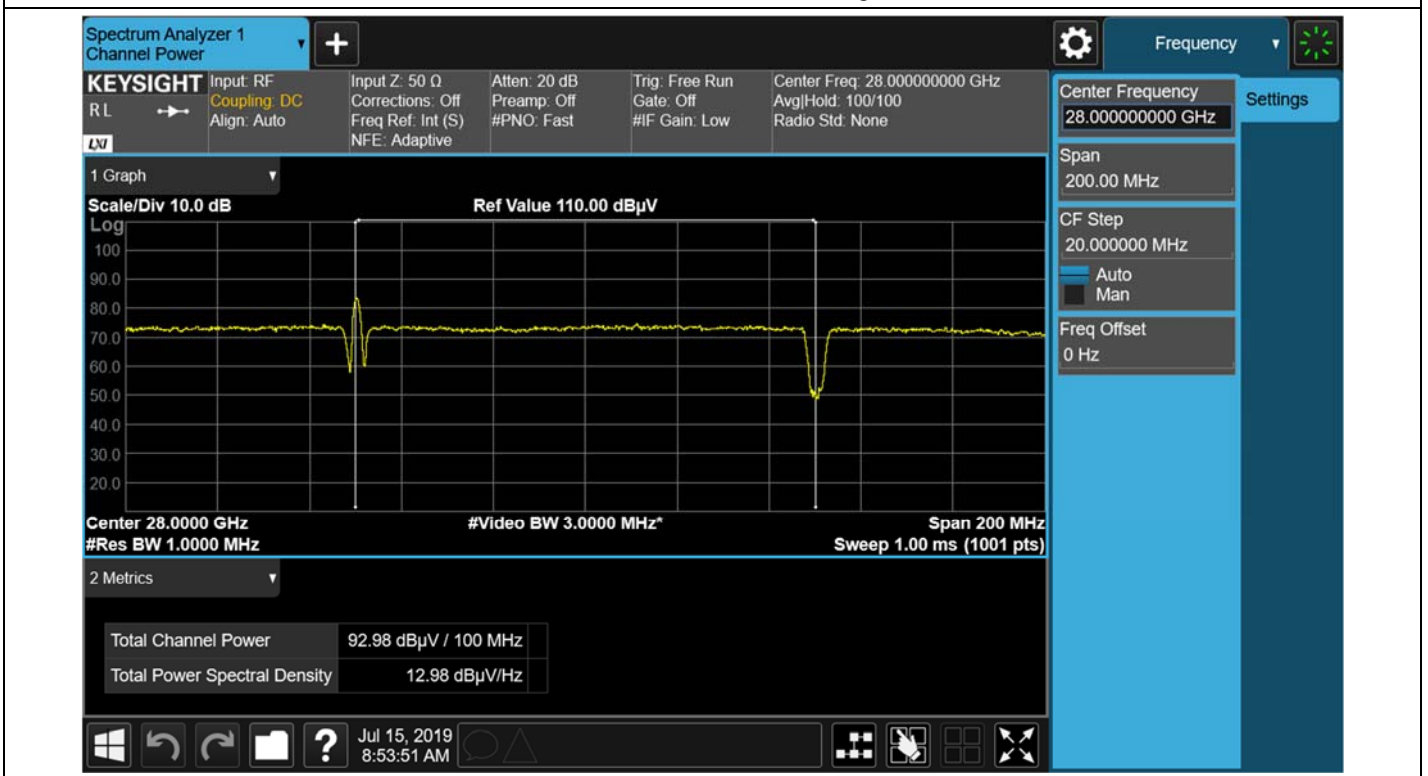 Spectrum Analyzer 1
Channel Power
+
Frequency
KEYSIGHT
RL
LXI
Input: RF
Coupling: DC
Align: Auto
Input Z: 50 Ω
Corrections: Off
Freq Ref: Int (S)
NFE: Adaptive
Atten: 20 dB
Preamp: Off
#PNO: Fast
Trig: Free Run
Gate: Off
#IF Gain: Low
Center Freq: 28.000000000 GHz
Avg|Hold: 100/100
Radio Std: None
Center Frequency
28.000000000 GHz
Settings
Span
200.00 MHz
CF Step
20.000000 MHz
Auto
Man
Freq Offset
0 Hz
1 Graph
Scale/Div 10.0 dB
Ref Value 110.00 dBµV
Log
100
90.0
80.0
70.0
60.0
50.0
40.0
30.0
20.0
Center 28.0000 GHz
#Video BW 3.0000 MHz*
Span 200 MHz
#Res BW 1.0000 MHz
Sweep 1.00 ms (1001 pts)
2 Metrics
Total Channel Power 92.98 dBµV / 100 MHz
Total Power Spectral Density 12.98 dBµV/Hz
?
Jul 15, 2019
8:53:51 AM